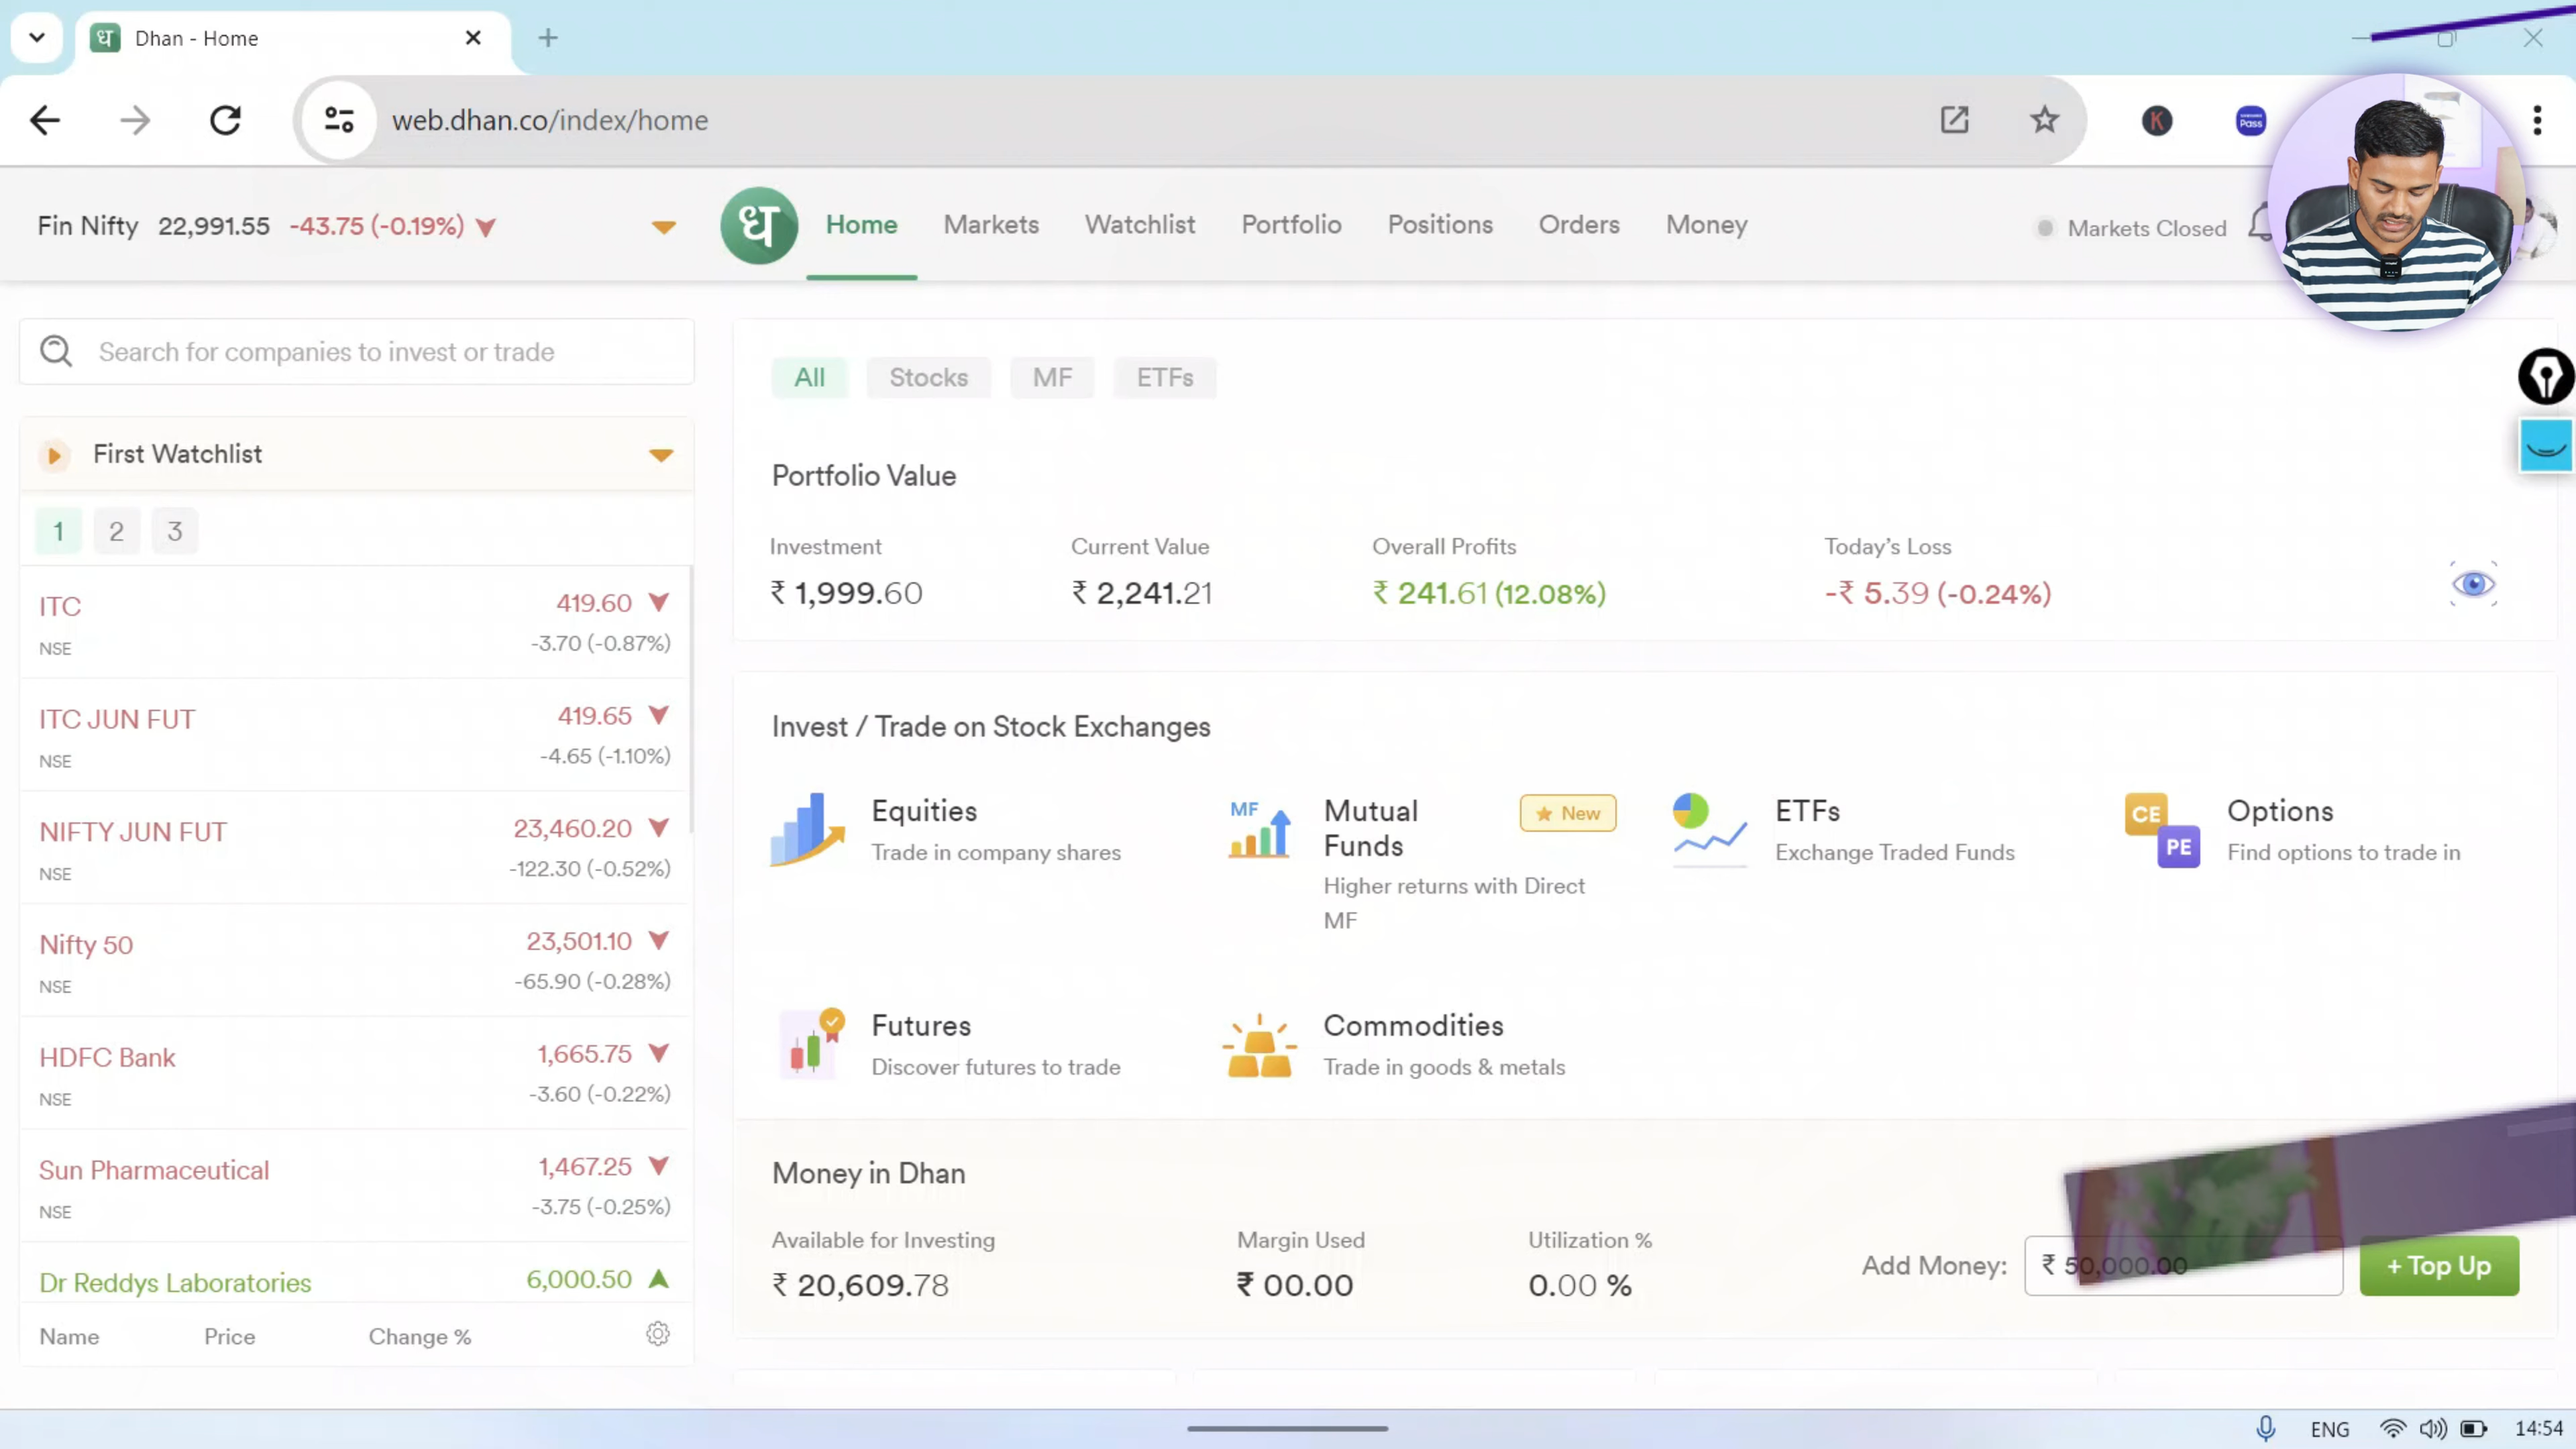 Dhan - Home
web.dhan.co/index/home
K
Pass
Fin Nifty 22,991.55 -43.75 (-0.19%)
ध
Home Markets Watchlist Portfolio Positions Orders Money
Markets Closed
Search for companies to invest or trade
First Watchlist
1 2 3
ITC 419.60
NSE -3.70 (-0.87%)
ITC JUN FUT 419.65
NSE -4.65 (-1.10%)
NIFTY JUN FUT 23,460.20
NSE -122.30 (-0.52%)
Nifty 50 23,501.10
NSE -65.90 (-0.28%)
HDFC Bank 1,665.75
NSE -3.60 (-0.22%)
Sun Pharmaceutical 1,467.25
NSE -3.75 (-0.25%)
Dr Reddys Laboratories 6,000.50
Name Price Change %
All Stocks MF ETFs
Portfolio Value
Investment Current Value Overall Profits Today's Loss
₹ 1,999.60 ₹ 2,241.21 ₹ 241.61 (12.08%) -₹ 5.39 (-0.24%)
Invest / Trade on Stock Exchanges
Equities
Trade in company shares
MF
Mutual Funds
New
Higher returns with Direct
MF
ETFs
Exchange Traded Funds
CE
PE
Options
Find options to trade in
Futures
Discover futures to trade
Commodities
Trade in goods & metals
Money in Dhan
Available for Investing Margin Used Utilization %
₹ 20,609.78 ₹ 00.00 0.00 %
Add Money: ₹ 50,000.00 + Top Up
ENG 14:54